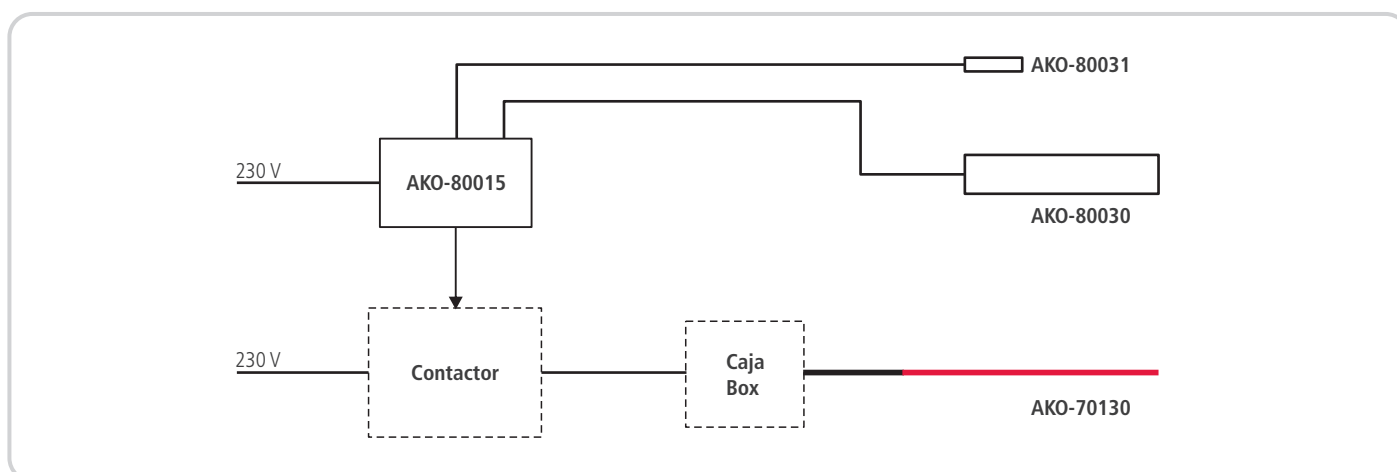 AKO-80031
230 V
AKO-80015
AKO-80030
230 V
Contactor
Caja
Box
AKO-70130